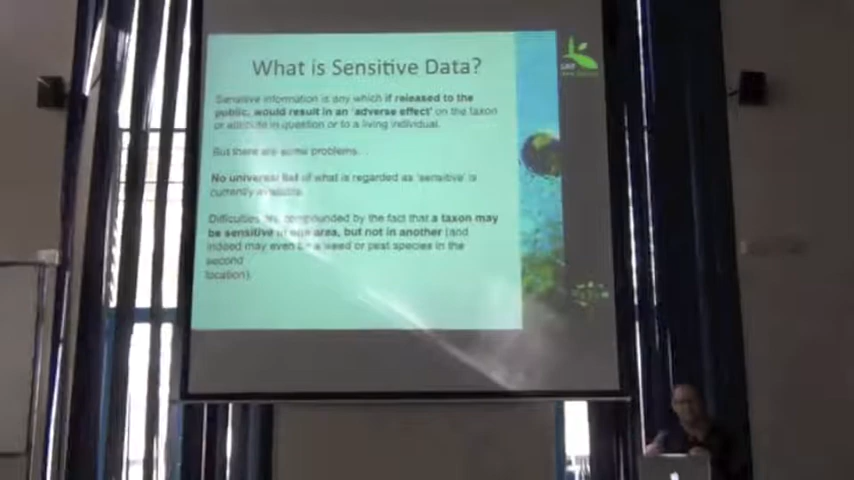 What is Sensitive Data?
Sensitive information is any which if released to the
public, would result in an 'adverse effect' on the taxon
or attribute in question or to a living individual.
But there are some problems.
No universal list of what is regarded as 'sensitive' is
currently available.
Difficulties are compounded by the fact that a taxon may
be sensitive in one area, but not in another (and
indeed may even be a weed or pest species in the
second
location).